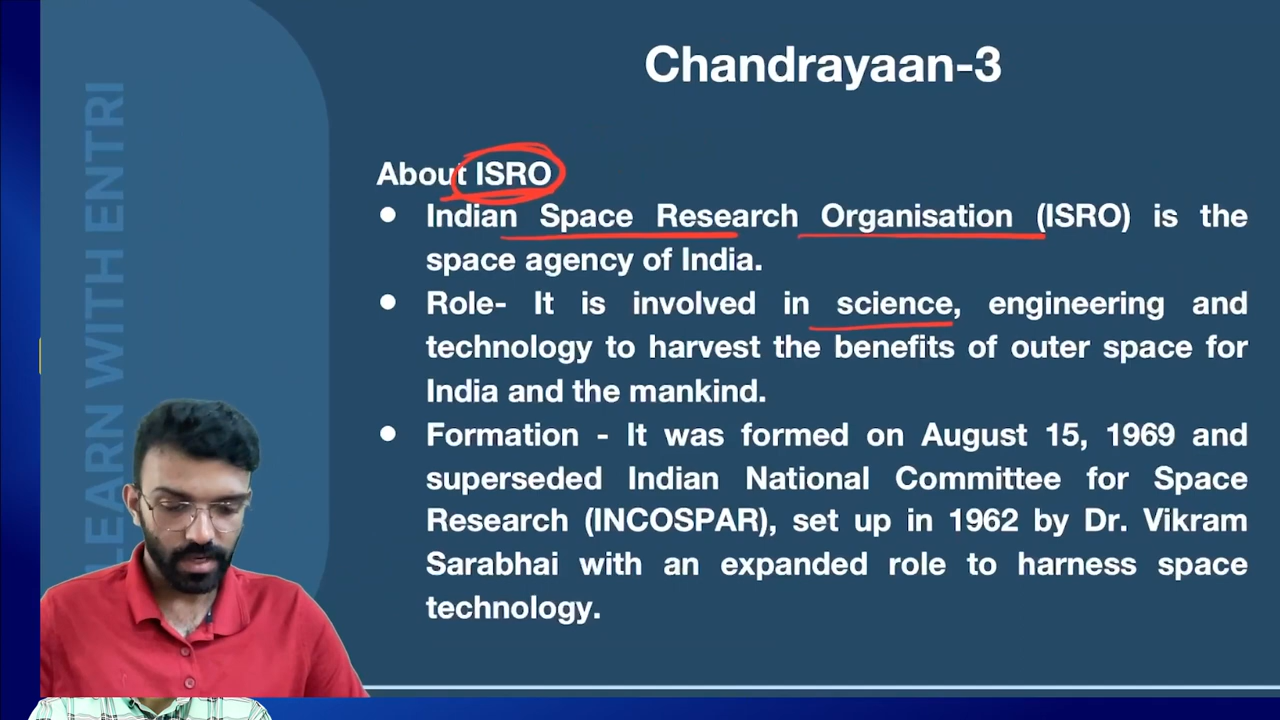 Chandrayaan-3
LEARN WITH ENTRI
About ISRO
• Indian Space Research Organisation (ISRO) is the
space agency of India.
• Role- It is involved in science, engineering and
technology to harvest the benefits of outer space for
India and the mankind.
• Formation - It was formed on August 15, 1969 and
superseded Indian National Committee for Space
Research (INCOSPAR), set up in 1962 by Dr. Vikram
Sarabhai with an expanded role to harness space
technology.